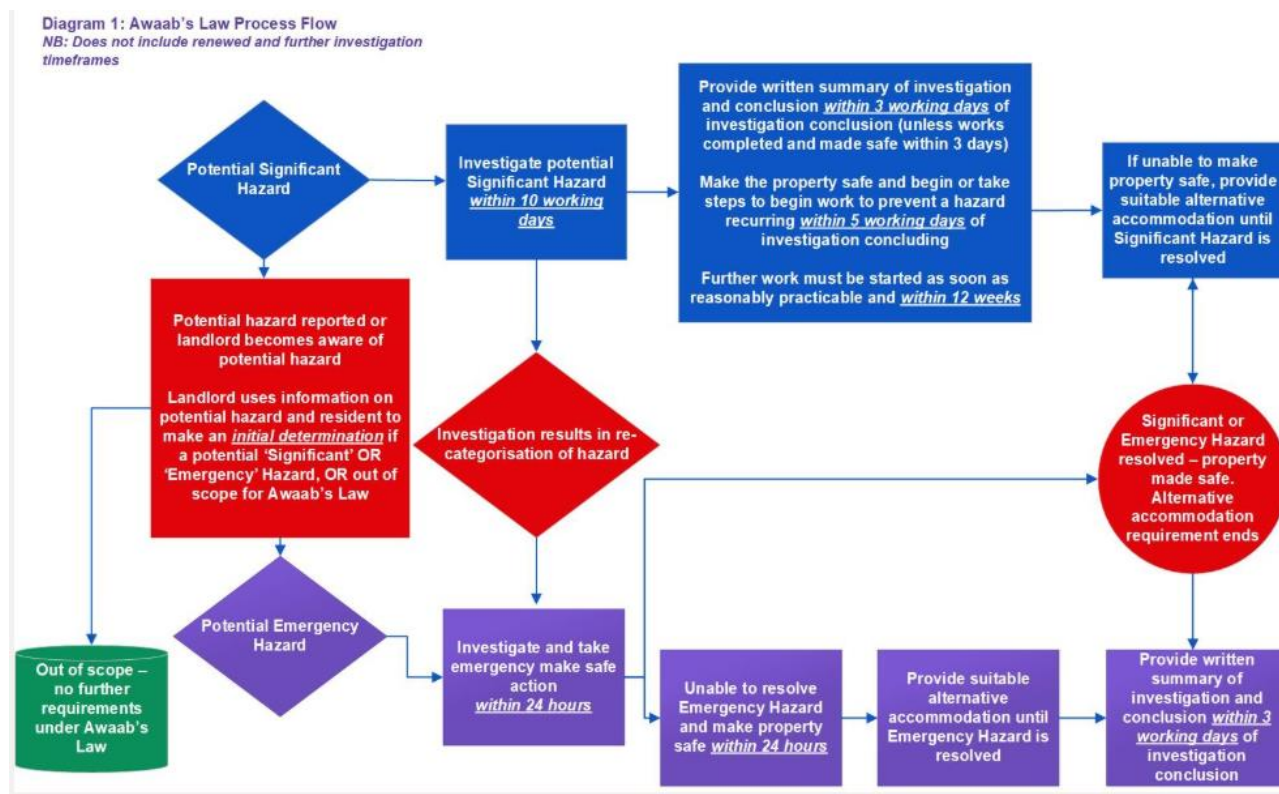 Diagram 1: Awaab's Law Process Flow
NB: Does not include renewed and further investigation
timeframes
Potential Significant
Hazard
Investigate potential
Significant Hazard
within 10 working
days
Provide written summary of investigation
and conclusion within 3 working days of
investigation conclusion (unless works
completed and made safe within 3 days)
Make the property safe and begin or take
steps to begin work to prevent a hazard
recurring within 5 working days of
investigation concluding
Further work must be started as soon as
reasonably practicable and within 12 weeks
If unable to make
property safe, provide
suitable alternative
accommodation until
Significant Hazard is
resolved
Potential hazard reported or
landlord becomes aware of
potential hazard
Landlord uses information on
potential hazard and resident to
make an initial determination if
a potential 'Significant' OR
'Emergency' Hazard, OR out of
scope for Awaab's Law
Investigation results in re-
categorisation of hazard
Significant or
Emergency Hazard
resolved – property
made safe.
Alternative
accommodation
requirement ends
Potential Emergency
Hazard
Out of scope –
no further
requirements
under Awaab's
Law
Investigate and take
emergency make safe
action
within 24 hours
Unable to resolve
Emergency Hazard
and make property
safe within 24 hours
Provide suitable
alternative
accommodation until
Emergency Hazard is
resolved
Provide written
summary of
investigation and
conclusion within 3
working days of
investigation
conclusion